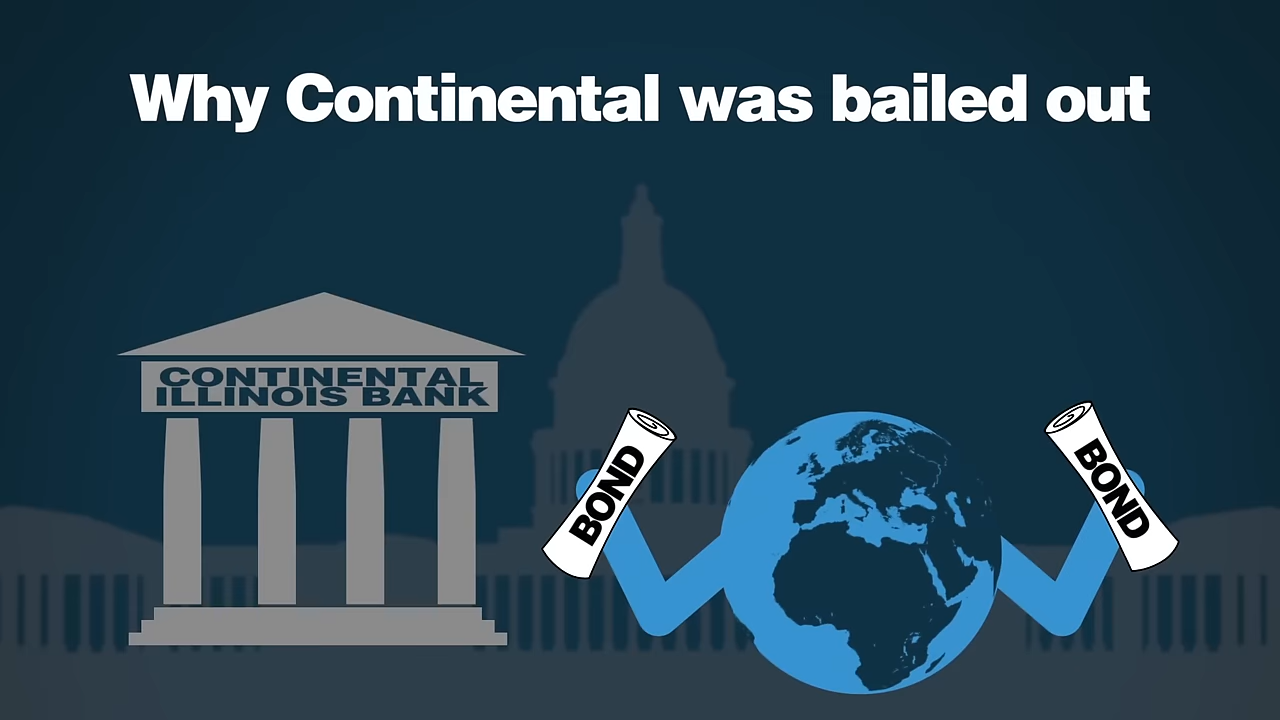 Why Continental was bailed out
CONTINENTAL
ILLINOIS BANK
BOND
BOND